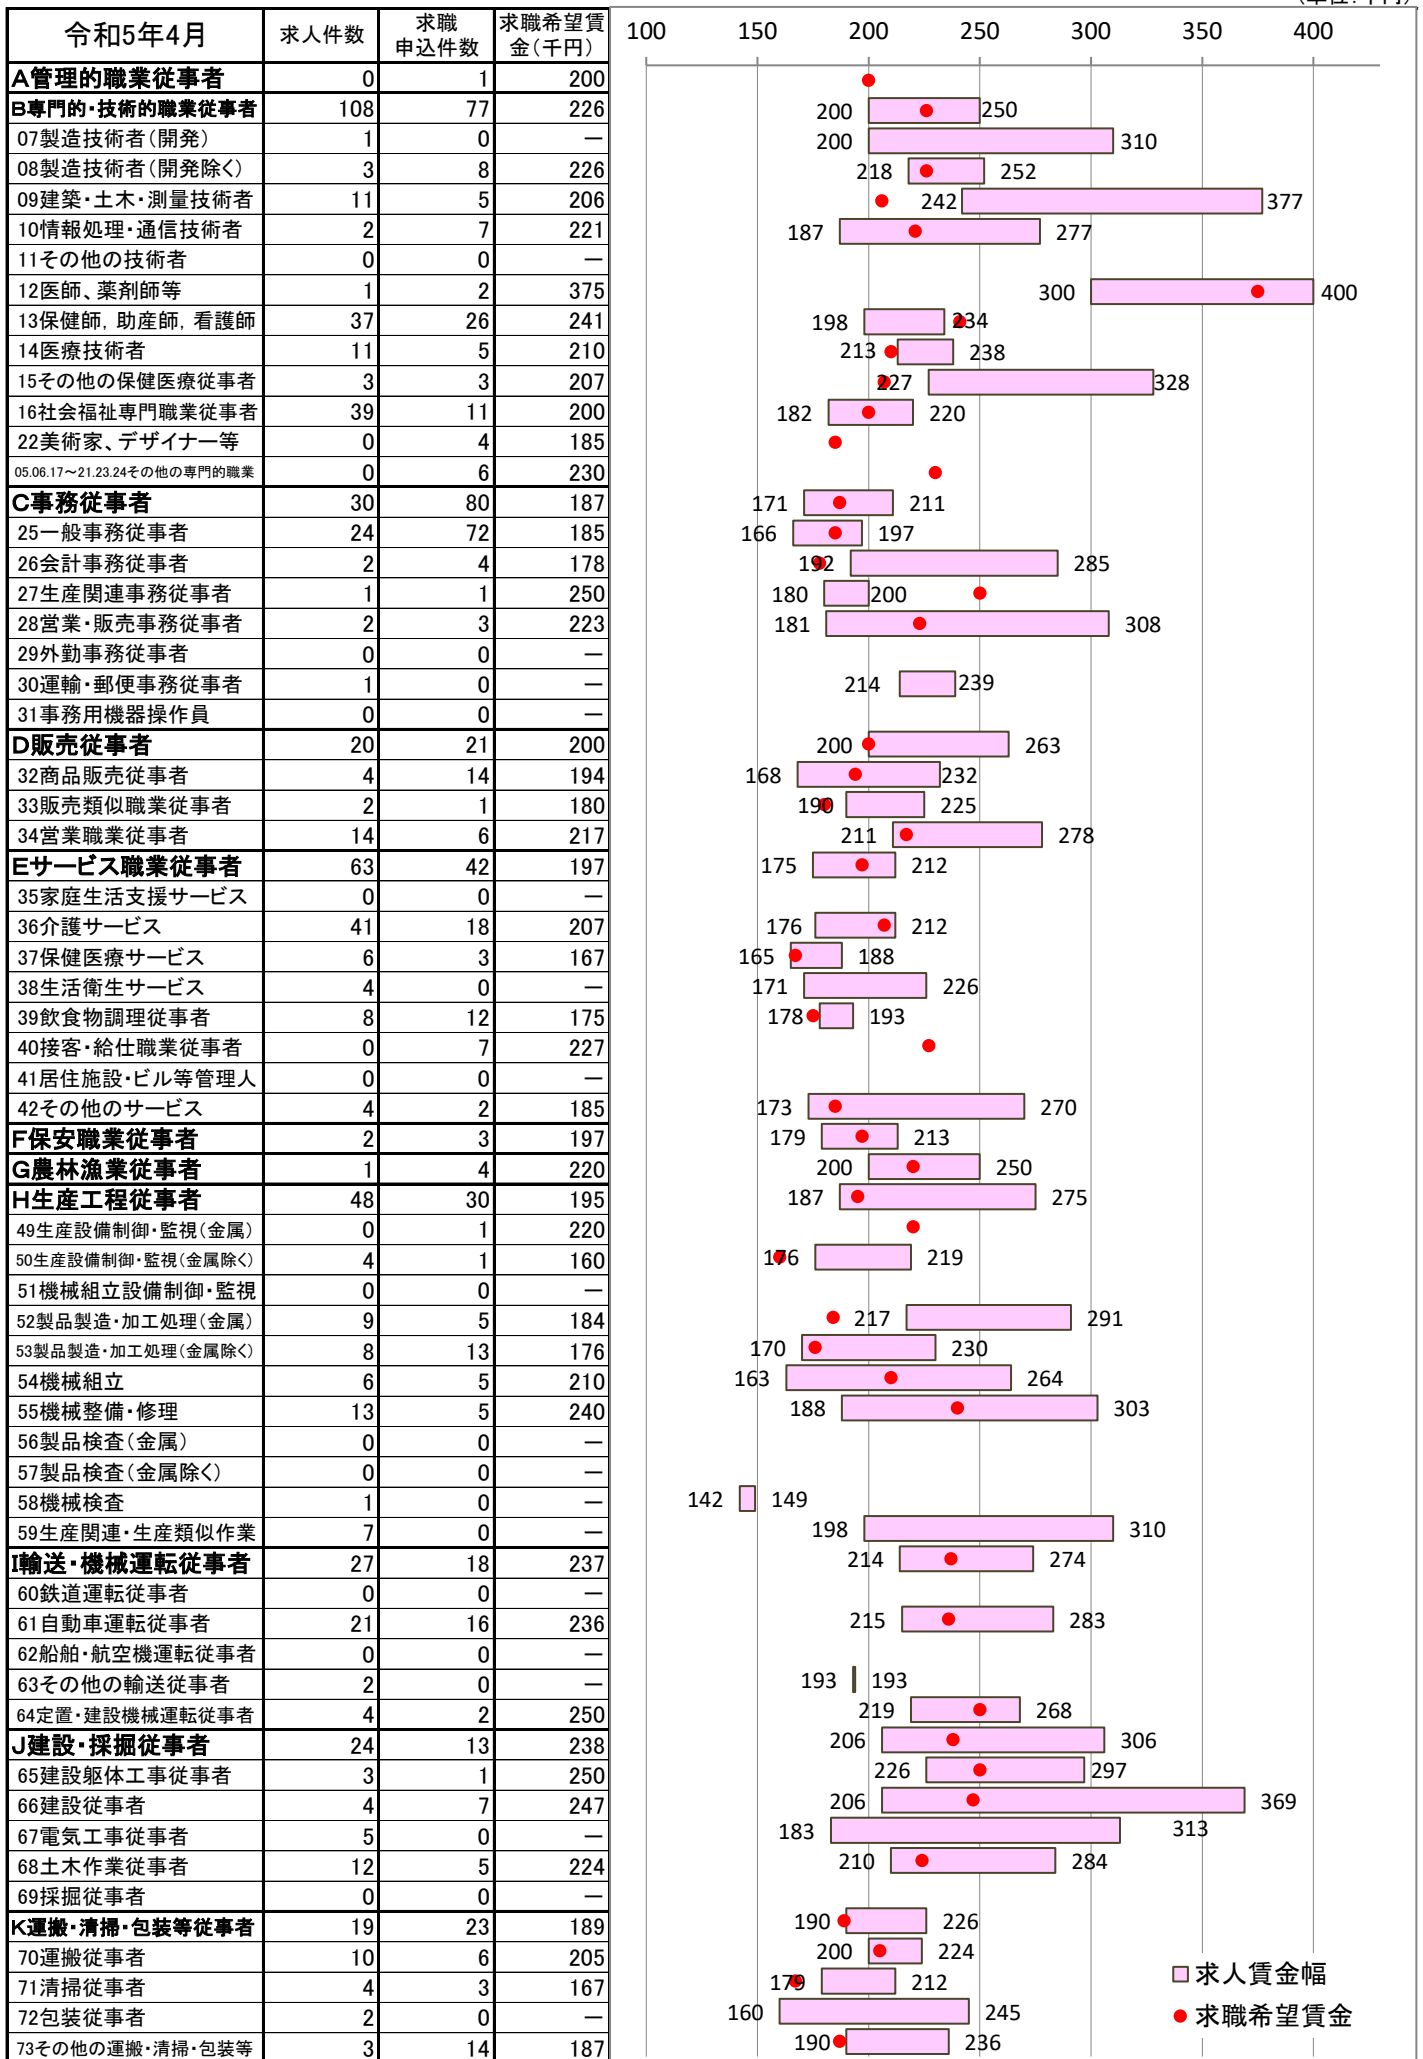 令和5年4月 求人件数 求職申込件数 求職希望賃金(千円) 100 150 200 250 300 350 400
A管理的職業従事者 0 1 200
B専門的・技術的職業従事者 108 77 226 200 250
07製造技術者(開発) 1 0 — 200 310
08製造技術者(開発除く) 3 8 226 218 252
09建築・土木・測量技術者 11 5 206 242 377
10情報処理・通信技術者 2 7 221 187 277
11その他の技術者 0 0 —
12医師、薬剤師等 1 2 375 300 400
13保健師,助産師,看護師 37 26 241 198 234
14医療技術者 11 5 210 213 238
15その他の保健医療従事者 3 3 207 227 328
16社会福祉専門職業従事者 39 11 200 182 220
22美術家、デザイナー等 0 4 185
05.06.17～21.23.24その他の専門的職業 0 6 230
C事務従事者 30 80 187 171 211
25一般事務従事者 24 72 185 166 197
26会計事務従事者 2 4 178 192 285
27生産関連事務従事者 1 1 250 180 200
28営業・販売事務従事者 2 3 223 181 308
29外勤事務従事者 0 0 —
30運輸・郵便事務従事者 1 0 — 214 239
31事務用機器操作員 0 0 —
D販売従事者 20 21 200 200 263
32商品販売従事者 4 14 194 168 232
33販売類似職業従事者 2 1 180 190 225
34営業職業従事者 14 6 217 211 278
Eサービス職業従事者 63 42 197 175 212
35家庭生活支援サービス 0 0 —
36介護サービス 41 18 207 176 212
37保健医療サービス 6 3 167 165 188
38生活衛生サービス 4 0 — 171 226
39飲食物調理従事者 8 12 175 178 193
40接客・給仕職業従事者 0 7 227
41居住施設・ビル等管理人 0 0 —
42その他のサービス 4 2 185 173 270
F保安職業従事者 2 3 197 179 213
G農林漁業従事者 1 4 220 200 250
H生産工程従事者 48 30 195 187 275
49生産設備制御・監視(金属) 0 1 220
50生産設備制御・監視(金属除く) 4 1 160 176 219
51機械組立設備制御・監視 0 0 —
52製品製造・加工処理(金属) 9 5 184 217 291
53製品製造・加工処理(金属除く) 8 13 176 170 230
54機械組立 6 5 210 163 264
55機械整備・修理 13 5 240 188 303
56製品検査(金属) 0 0 —
57製品検査(金属除く) 0 0 —
58機械検査 1 0 — 142 149
59生産関連・生産類似作業 7 0 — 198 310
I輸送・機械運転従事者 27 18 237 214 274
60鉄道運転従事者 0 0 —
61自動車運転従事者 21 16 236 215 283
62船舶・航空機運転従事者 0 0 —
63その他の輸送従事者 2 0 — 193 193
64定置・建設機械運転従事者 4 2 250 219 268
J建設・採掘従事者 24 13 238 206 306
65建設躯体工事従事者 3 1 250 226 297
66建設従事者 4 7 247 206 369
67電気工事従事者 5 0 — 183 313
68土木作業従事者 12 5 224 210 284
69採掘従事者 0 0 —
K運搬・清掃・包装等従事者 19 23 189 190 226
70運搬従事者 10 6 205 200 224
71清掃従事者 4 3 167 179 212 求人賃金幅
72包装従事者 2 0 — 160 245 求職希望賃金
73その他の運搬・清掃・包装等 3 14 187 190 236